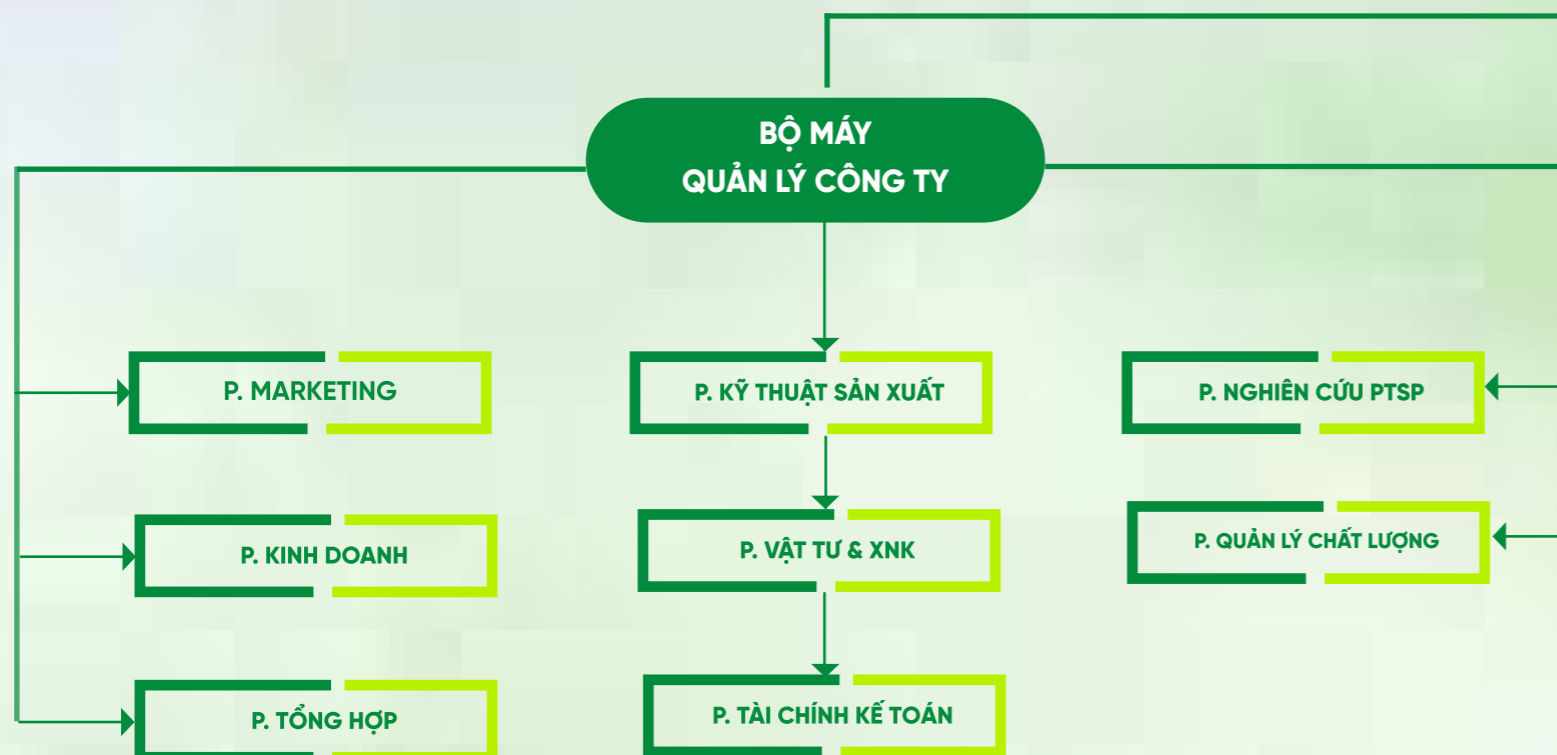 BỘ MÁY
QUẢN LÝ CÔNG TY
P. MARKETING
P. KỸ THUẬT SẢN XUẤT
P. NGHIÊN CỨU PTSP
P. KINH DOANH
P. VẬT TƯ & XNK
P. QUẢN LÝ CHẤT LƯỢNG
P. TỔNG HỢP
P. TÀI CHÍNH KẾ TOÁN